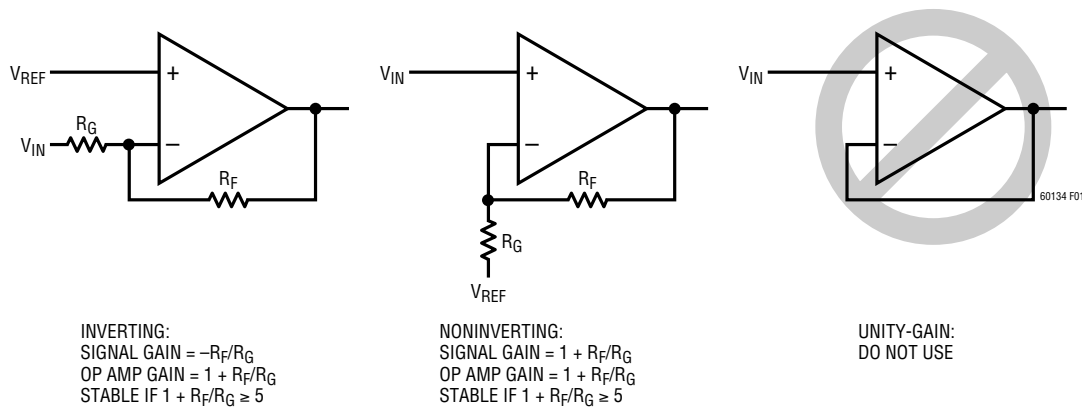 VREF
+
RG
VIN
−
RF
INVERTING:
SIGNAL GAIN = –RF/RG
OP AMP GAIN = 1 + RF/RG
STABLE IF 1 + RF/RG ≥ 5
VIN
+
−
RF
RG
VREF
NONINVERTING:
SIGNAL GAIN = 1 + RF/RG
OP AMP GAIN = 1 + RF/RG
STABLE IF 1 + RF/RG ≥ 5
VIN
+
−
60134 F01
UNITY-GAIN:
DO NOT USE